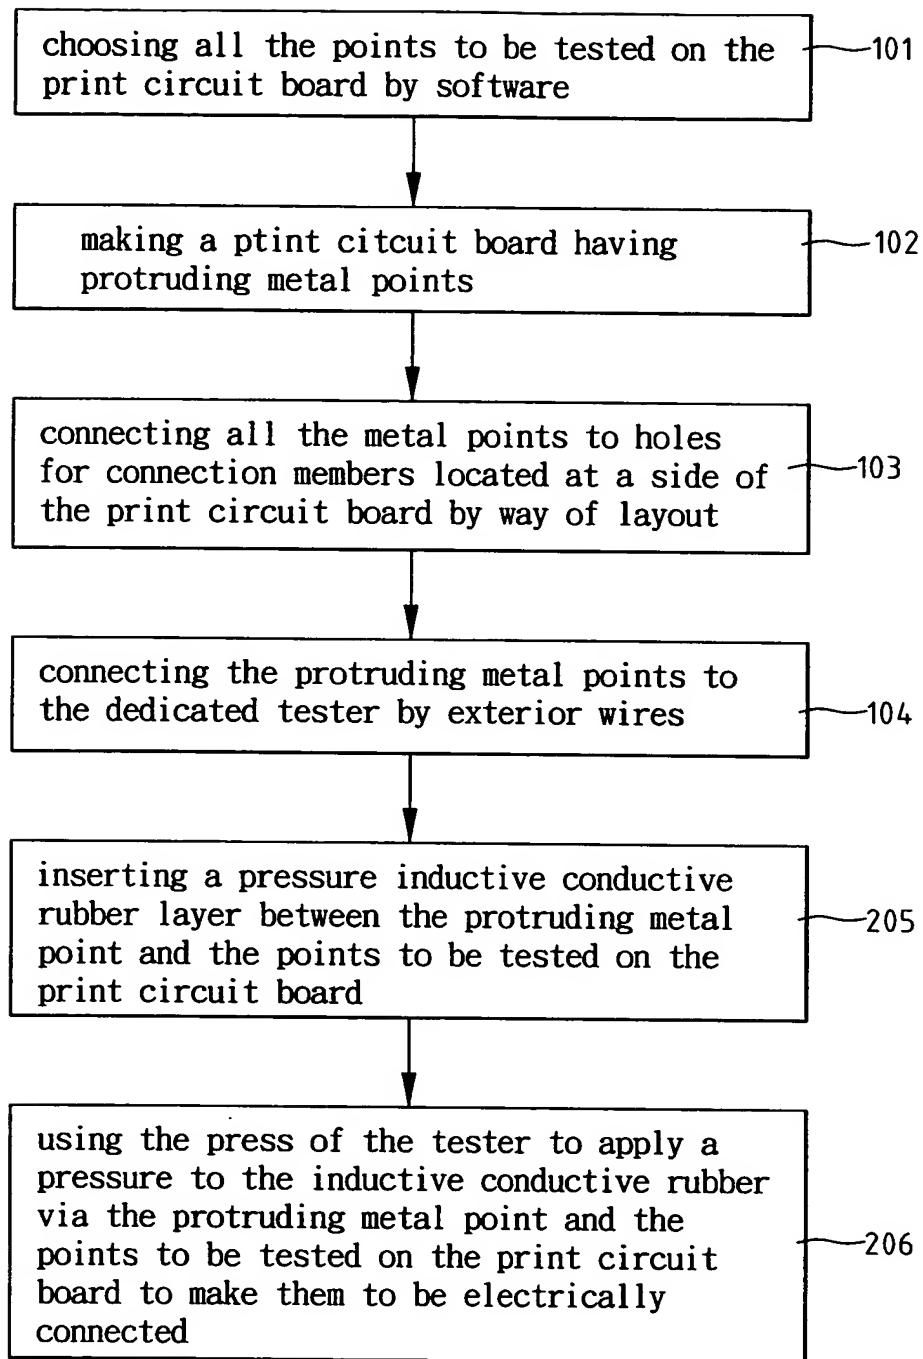 choosing all the points to be tested on the
print circuit board by software
101
making a ptint citcuit board having
protruding metal points
102
connecting all the metal points to holes
for connection members located at a side of
the print circuit board by way of layout
103
connecting the protruding metal points to
the dedicated tester by exterior wires
104
inserting a pressure inductive conductive
rubber layer between the protruding metal
point and the points to be tested on the
print circuit board
205
using the press of the tester to apply a
pressure to the inductive conductive rubber
via the protruding metal point and the
points to be tested on the print circuit
board to make them to be electrically
connected
206